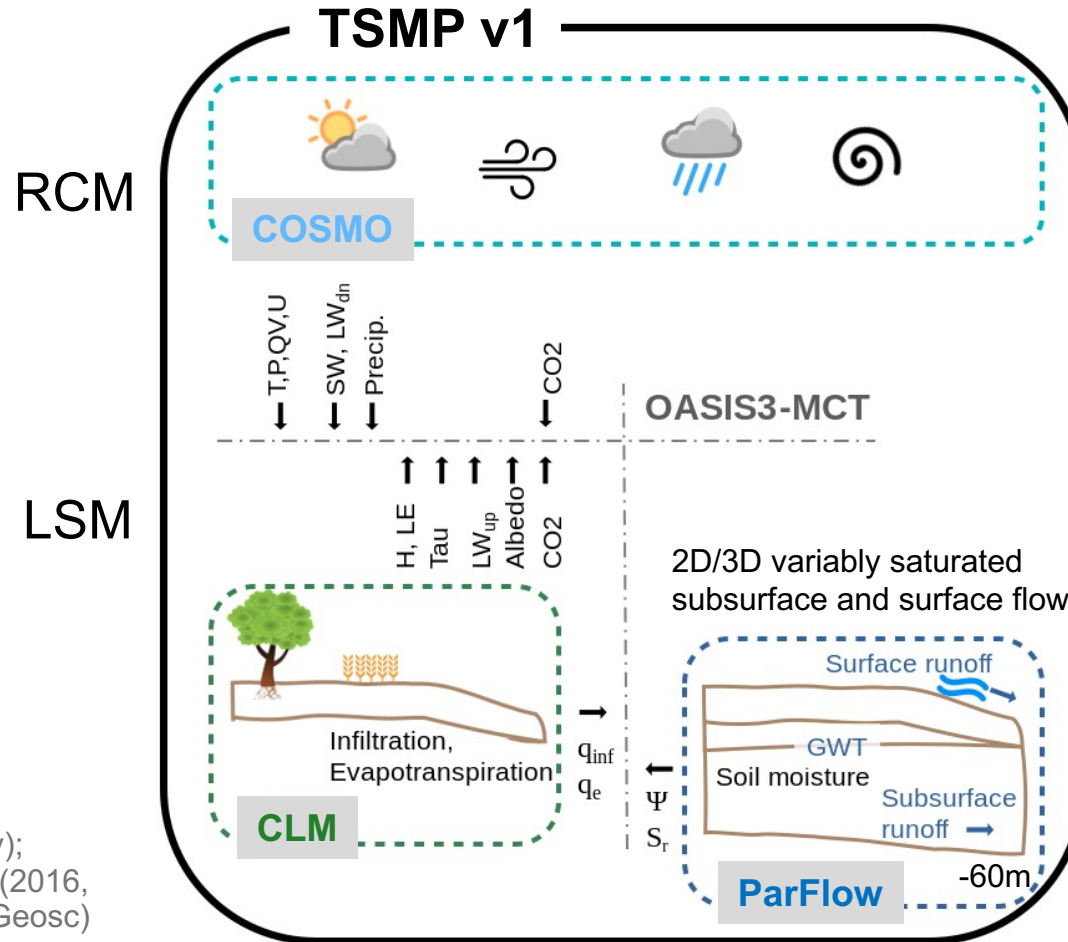 TSMP v1
RCM
COSMO
T,P,QV,U
SW, LWdn
Precip.
CO2
OASIS3-MCT
LSM
H, LE
Tau
LWup
Albedo
CO2
2D/3D variably saturated
subsurface and surface flow
Surface runoff
GWT
Soil moisture
Subsurface
runoff
-60m
ParFlow
Infiltration,
Evapotranspiration
CLM
qinf
qe
Ψ
Sr
);
(2016,
Geosc)